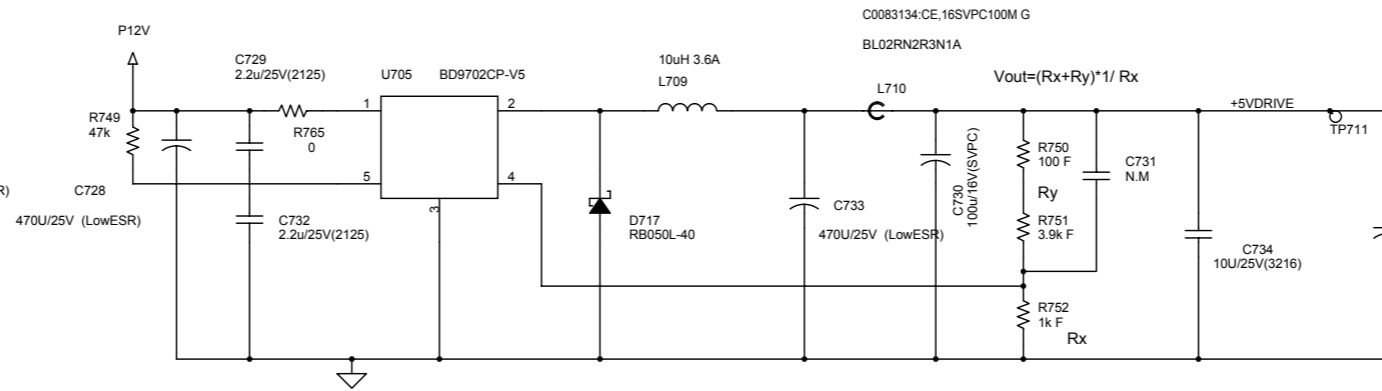 C0083134:CE,16SVPC100M G
BL02RN2R3N1A
P12V
C729
2.2u/25V(2125)
U705 BD9702CP-V5
10uH 3.6A
L709
L710
Vout=(Rx+Ry)*1/ Rx
+5VDRIVE
TP711
R749
47k
R765
0
1
2
5
4
3
R)
C728
470U/25V (LowESR)
C732
2.2u/25V(2125)
D717
RB050L-40
C733
470U/25V (LowESR)
C730
100u/16V(SVPC)
R750
100 F
Ry
R751
3.9k F
C731
N.M
R752
1k F
Rx
C734
10U/25V(3216)